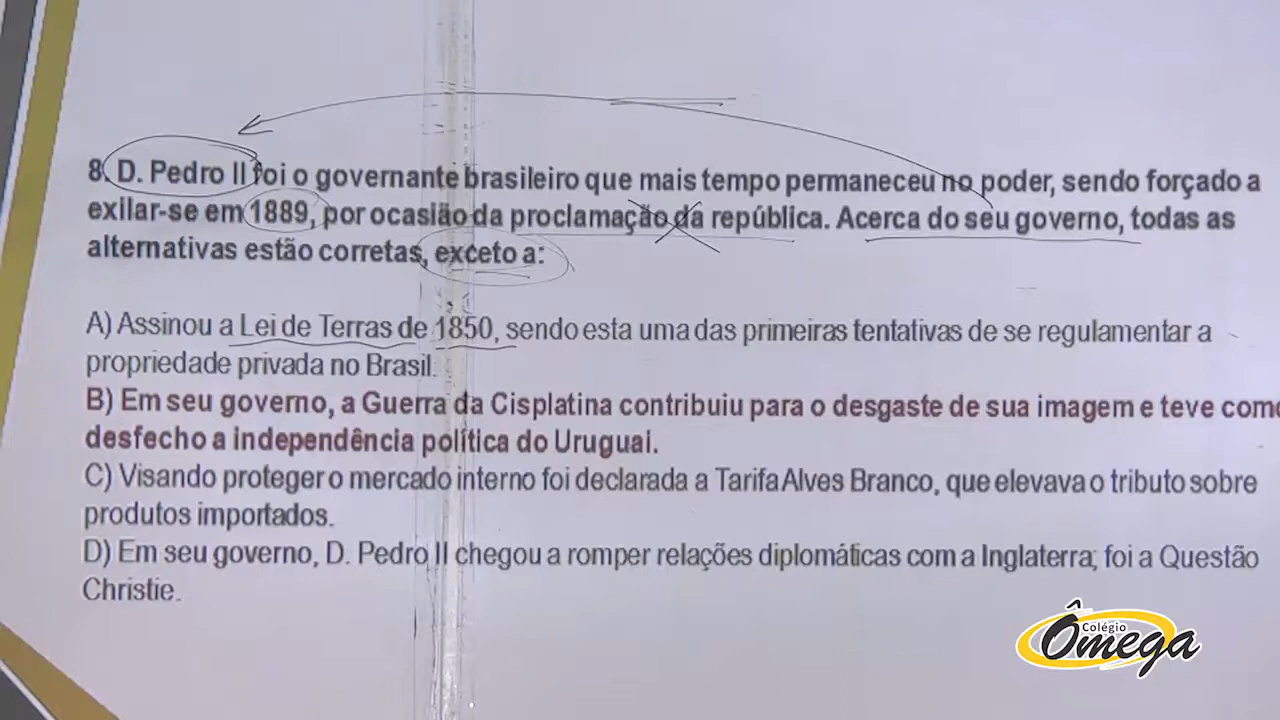 8. D. Pedro II foi o governante brasileiro que mais tempo permaneceu no poder, sendo forçado a
exilar-se em 1889, por ocasião da proclamação da república. Acerca do seu governo, todas as
alternativas estão corretas, exceto a:
A) Assinou a Lei de Terras de 1850, sendo esta uma das primeiras tentativas de se regulamentar a
propriedade privada no Brasil.
B) Em seu governo, a Guerra da Cisplatina contribuiu para o desgaste de sua imagem e teve como
desfecho a independência política do Uruguai.
C) Visando proteger o mercado interno foi declarada a Tarifa Alves Branco, que elevava o tributo sobre
produtos importados.
D) Em seu governo, D. Pedro II chegou a romper relações diplomáticas com a Inglaterra; foi a Questão
Christie.
Colégio
Ômega